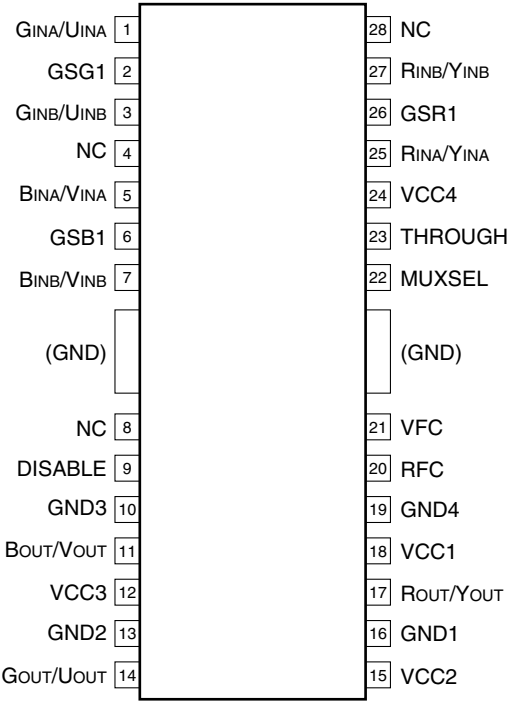 GINA/UINA 1 28 NC
GSG1 2 27 RINB/YINB
GINB/UINB 3 26 GSR1
NC 4 25 RINA/YINA
BINA/VINA 5 24 VCC4
GSB1 6 23 THROUGH
BINB/VINB 7 22 MUXSEL
(GND) (GND)
NC 8 21 VFC
DISABLE 9 20 RFC
GND3 10 19 GND4
BOUT/VOUT 11 18 VCC1
VCC3 12 17 ROUT/YOUT
GND2 13 16 GND1
GOUT/UOUT 14 15 VCC2